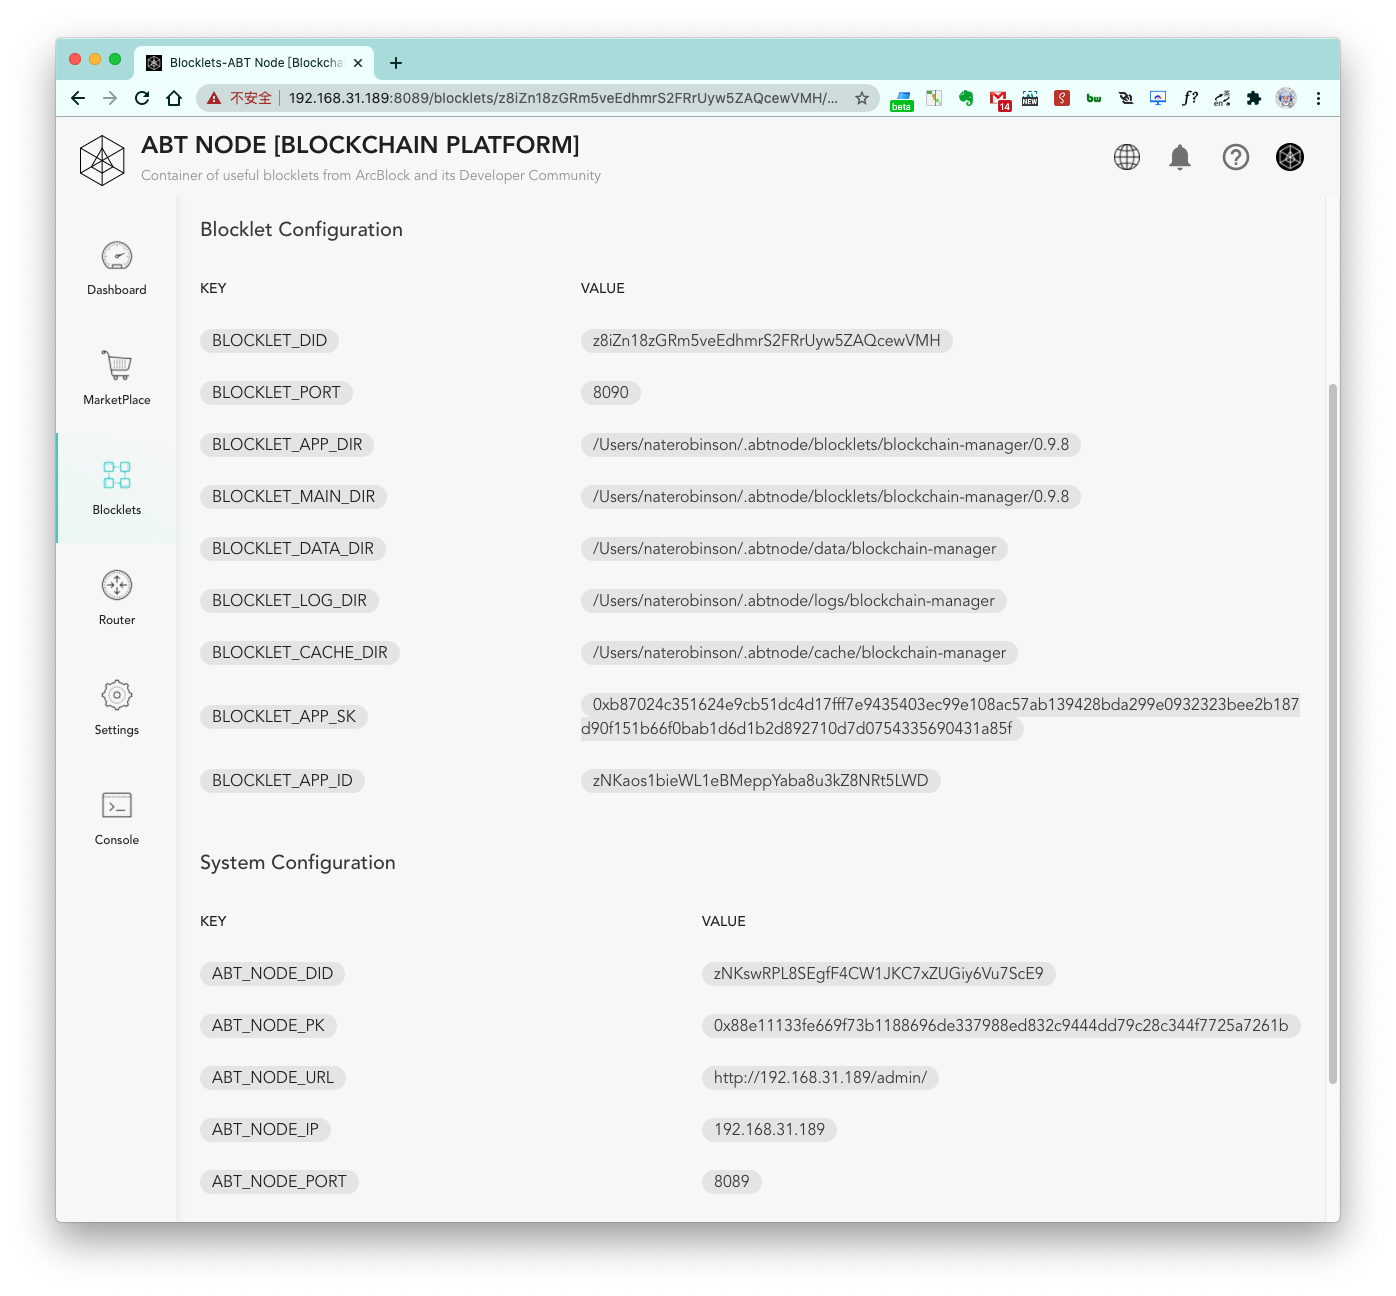 Blocklets-ABT Node [Blockcha
不安全 192.168.31.189:8089/blocklets/z8iZn18zGRm5veEdhmrS2FRrUyw5ZAQcewVMH/...
beta
14
NEW
bw
f?
en
ABT NODE [BLOCKCHAIN PLATFORM]
Container of useful blocklets from ArcBlock and its Developer Community
Dashboard
MarketPlace
Blocklets
Router
Settings
Console
Blocklet Configuration
KEY VALUE
BLOCKLET_DID z8iZn18zGRm5veEdhmrS2FRrUyw5ZAQcewVMH
BLOCKLET_PORT 8090
BLOCKLET_APP_DIR /Users/naterobinson/.abtnode/blocklets/blockchain-manager/0.9.8
BLOCKLET_MAIN_DIR /Users/naterobinson/.abtnode/blocklets/blockchain-manager/0.9.8
BLOCKLET_DATA_DIR /Users/naterobinson/.abtnode/data/blockchain-manager
BLOCKLET_LOG_DIR /Users/naterobinson/.abtnode/logs/blockchain-manager
BLOCKLET_CACHE_DIR /Users/naterobinson/.abtnode/cache/blockchain-manager
BLOCKLET_APP_SK 0xb87024c351624e9cb51dc4d17fff7e9435403ec99e108ac57ab139428bda299e0932323bee2b187
d90f151b66f0bab1d6d1b2d892710d7d0754335690431a85f
BLOCKLET_APP_ID zNKaos1bieWL1eBMeppYaba8u3kZ8NRt5LWD
System Configuration
KEY VALUE
ABT_NODE_DID zNKswRPL8SEgfF4CW1JKC7xZUGiy6Vu7ScE9
ABT_NODE_PK 0x88e11133fe669f73b1188696de337988ed832c9444dd79c28c344f7725a7261b
ABT_NODE_URL http://192.168.31.189/admin/
ABT_NODE_IP 192.168.31.189
ABT_NODE_PORT 8089